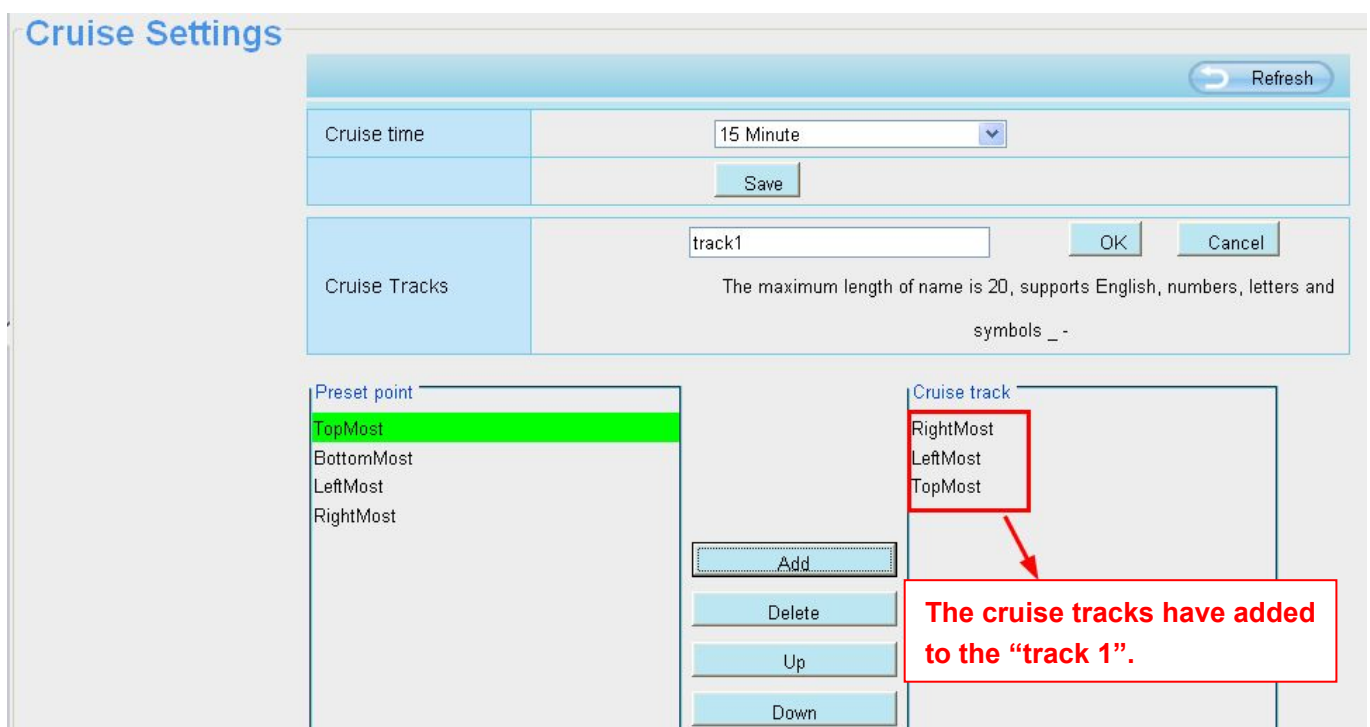 Cruise Settings
Refresh
Cruise time
15 Minute
Save
Cruise Tracks
track1
OK
Cancel
The maximum length of name is 20, supports English, numbers, letters and
symbols _ -
Preset point
TopMost
BottomMost
LeftMost
RightMost
Add
Delete
Up
Down
Cruise track
RightMost
LeftMost
TopMost
The cruise tracks have added
to the “track 1”.